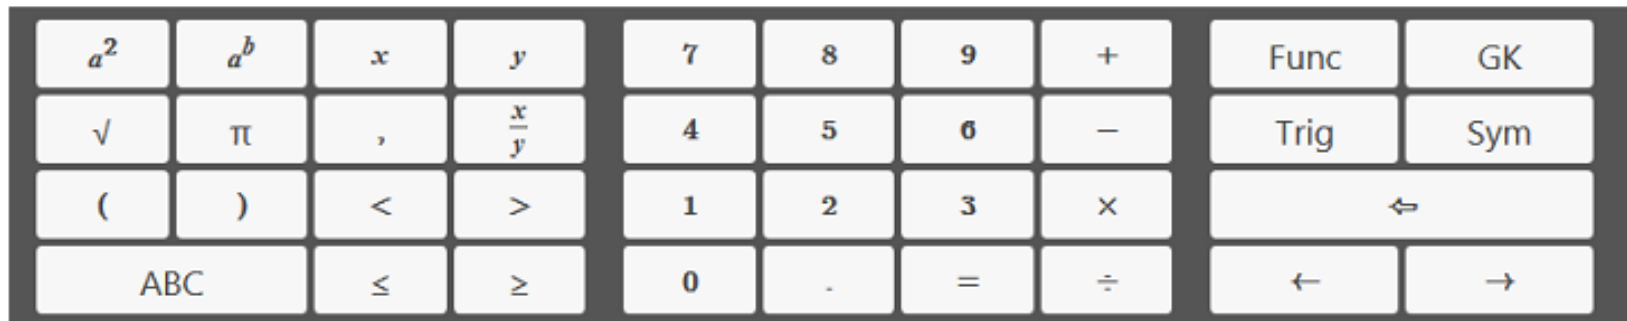 a² aᵇ x y 7 8 9 + Func GK
√ π , x/y 4 5 6 − Trig Sym
( ) < > 1 2 3 × ⇦
ABC ≤ ≥ 0 . = ÷ ← →